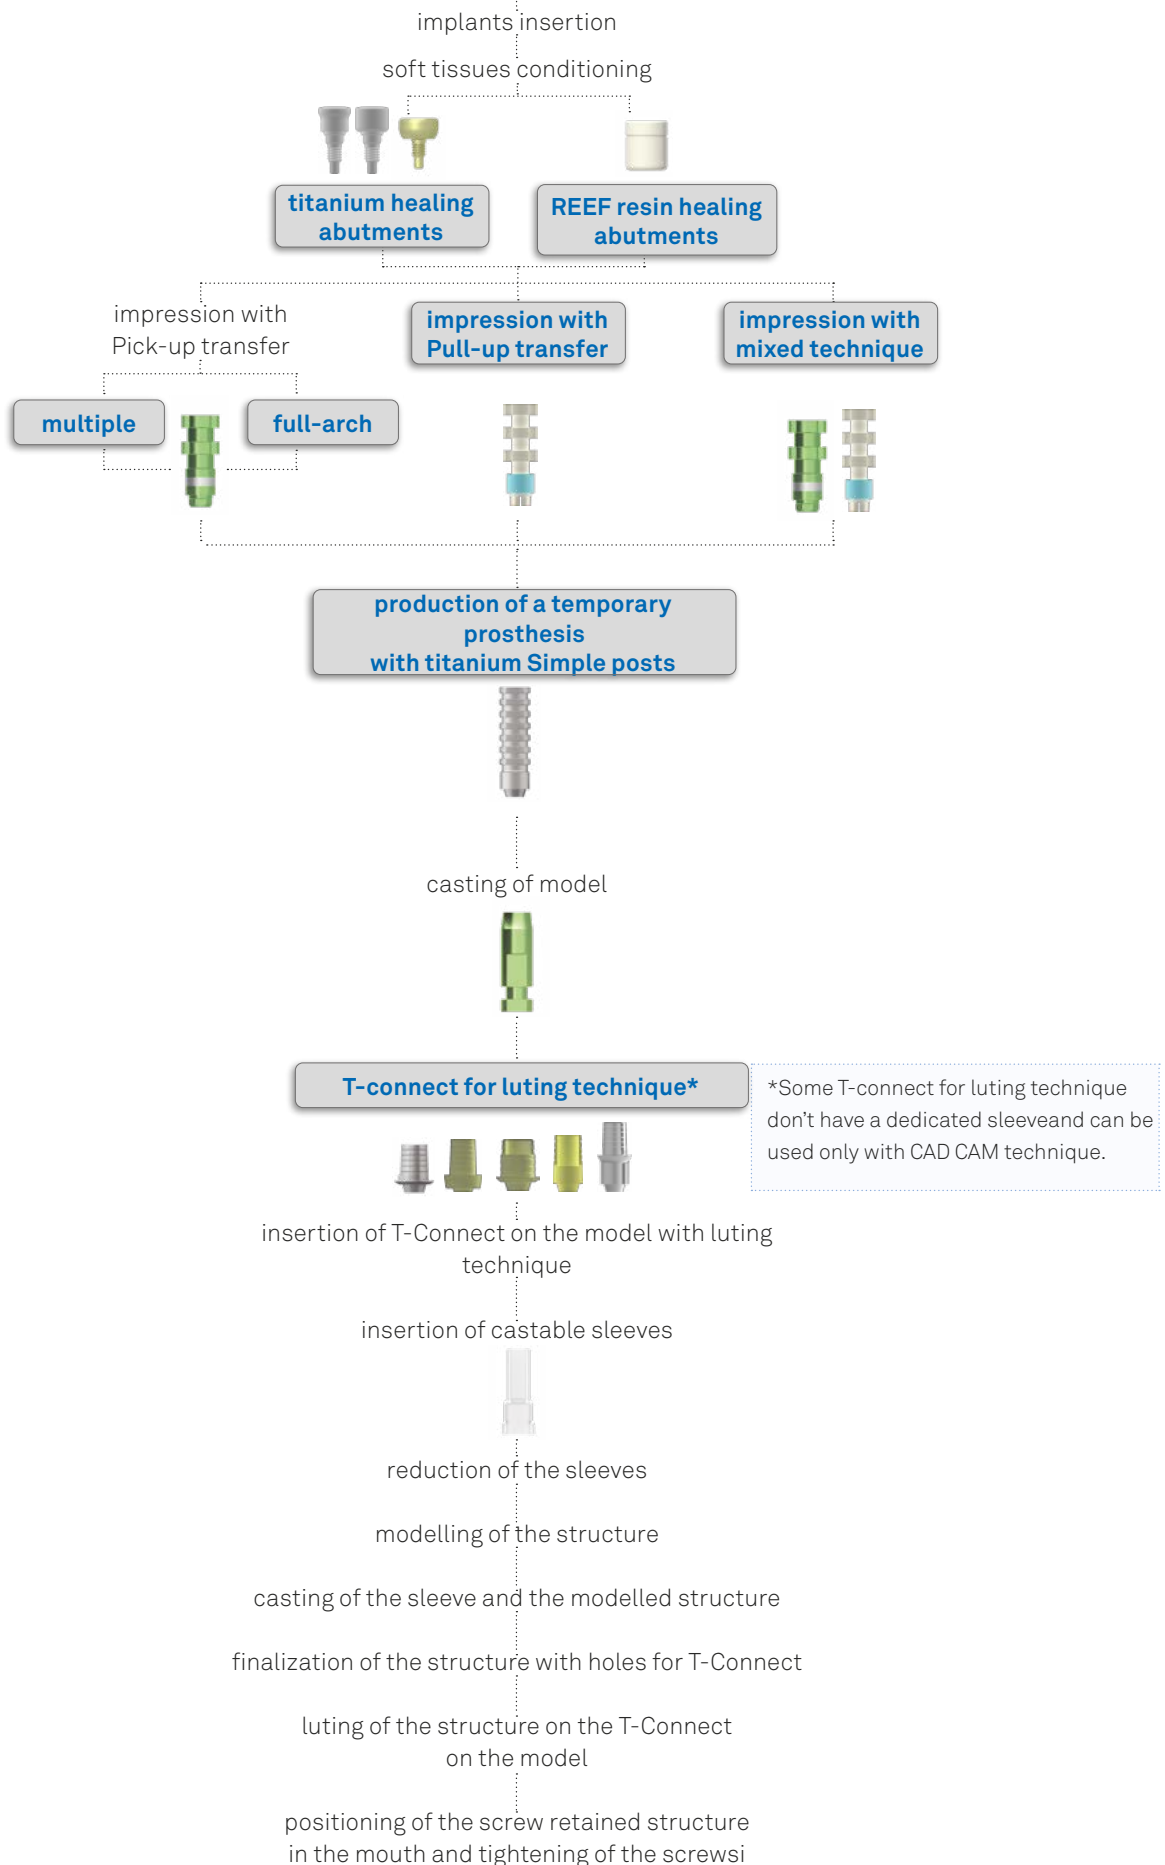 implants insertion
soft tissues conditioning
titanium healing
abutments
REEF resin healing
abutments
impression with
Pick-up transfer
impression with
Pull-up transfer
impression with
mixed technique
multiple
full-arch
production of a temporary
prosthesis
with titanium Simple posts
casting of model
T-connect for luting technique*
*Some T-connect for luting technique
don't have a dedicated sleeveand can be
used only with CAD CAM technique.
insertion of T-Connect on the model with luting
technique
insertion of castable sleeves
reduction of the sleeves
modelling of the structure
casting of the sleeve and the modelled structure
finalization of the structure with holes for T-Connect
luting of the structure on the T-Connect
on the model
positioning of the screw retained structure
in the mouth and tightening of the screwsi